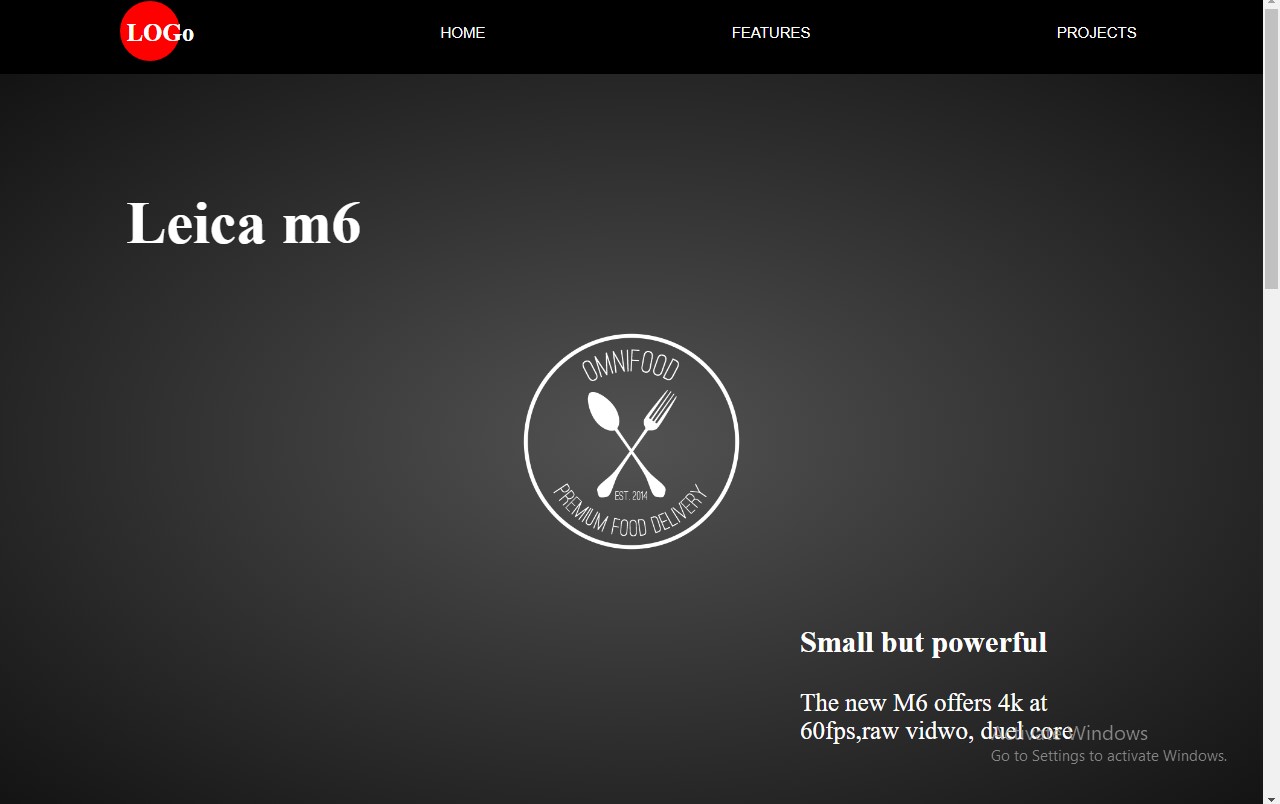 LOGo
HOME
FEATURES
PROJECTS
Leica m6
OMNIFOOD
EST. 2014
PREMIUM FOOD DELIVERY
Small but powerful
The new M6 offers 4k at
60fps,raw vidwo, duel core
Activate Windows
Go to Settings to activate Windows.